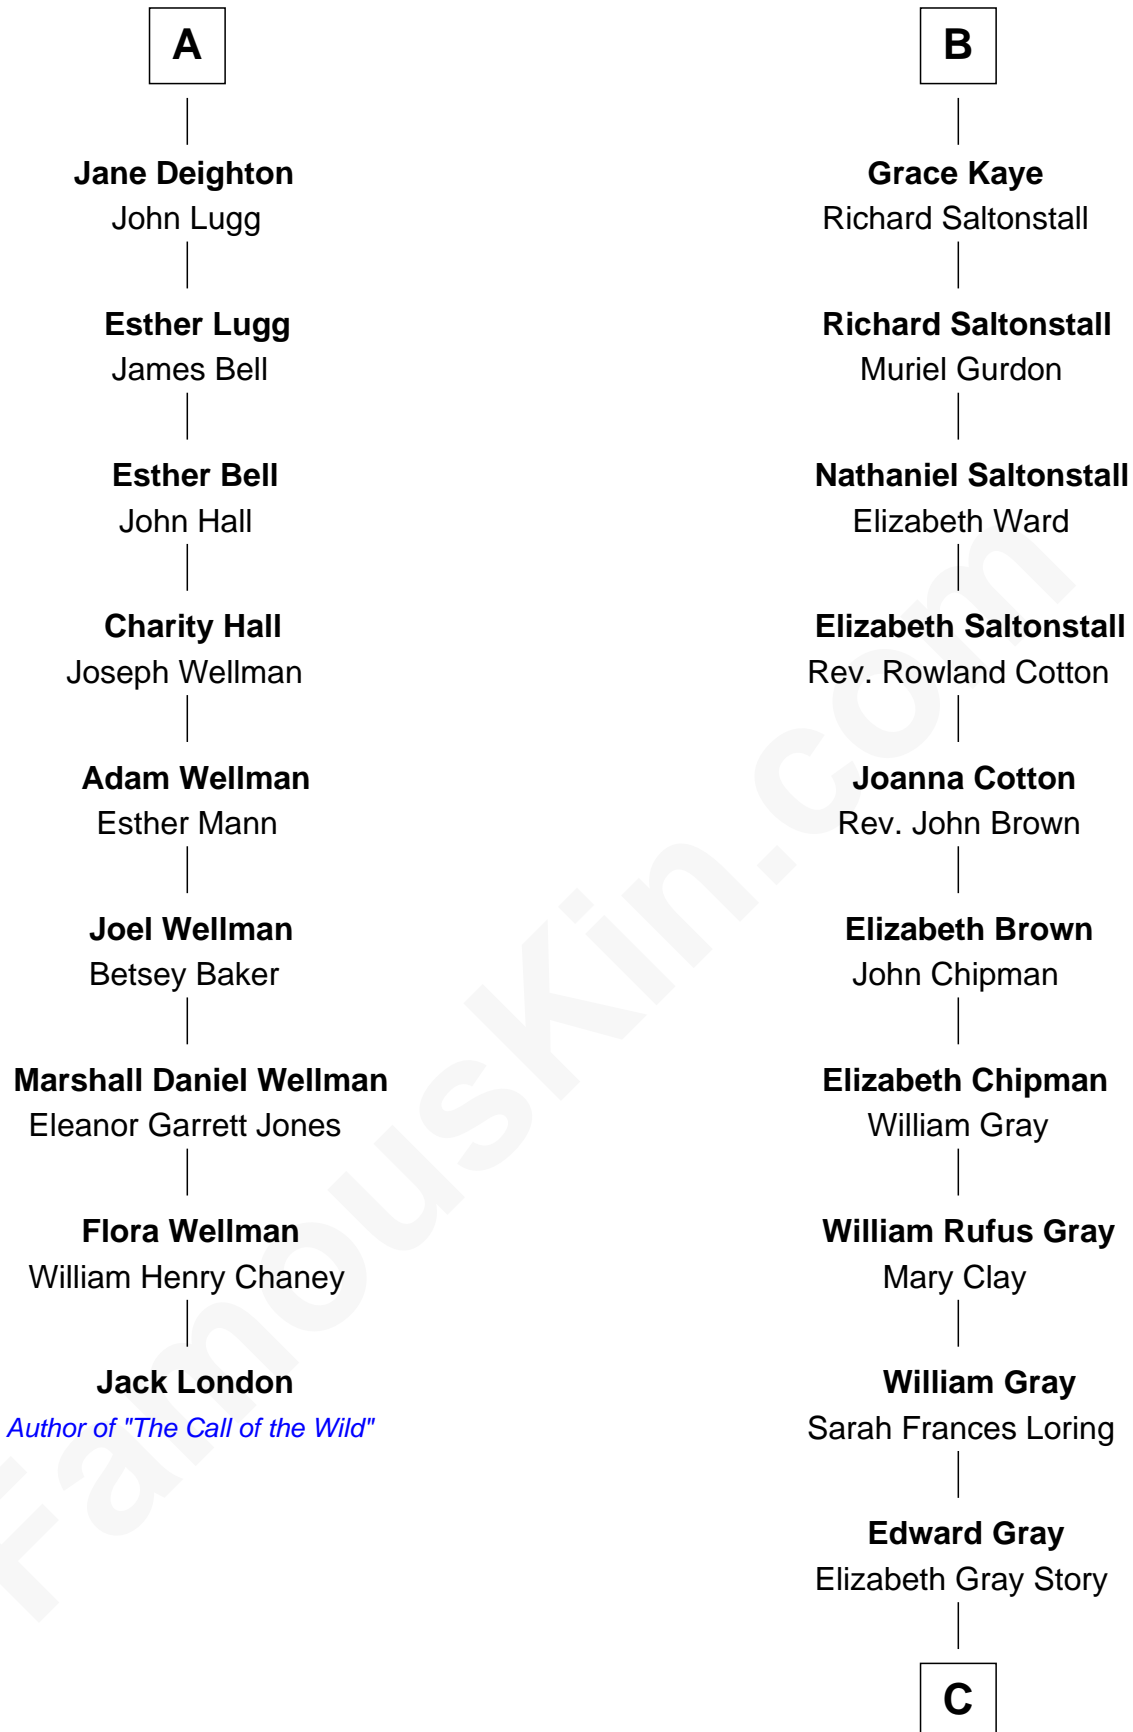 A
Jane Deighton
John Lugg
Esther Lugg
James Bell
Esther Bell
John Hall
Charity Hall
Joseph Wellman
Adam Wellman
Esther Mann
Joel Wellman
Betsey Baker
Marshall Daniel Wellman
Eleanor Garrett Jones
Flora Wellman
William Henry Chaney
Jack London
Author of "The Call of the Wild"
B
Grace Kaye
Richard Saltonstall
Richard Saltonstall
Muriel Gurdon
Nathaniel Saltonstall
Elizabeth Ward
Elizabeth Saltonstall
Rev. Rowland Cotton
Joanna Cotton
Rev. John Brown
Elizabeth Brown
John Chipman
Elizabeth Chipman
William Gray
William Rufus Gray
Mary Clay
William Gray
Sarah Frances Loring
Edward Gray
Elizabeth Gray Story
C
FamousKin.com